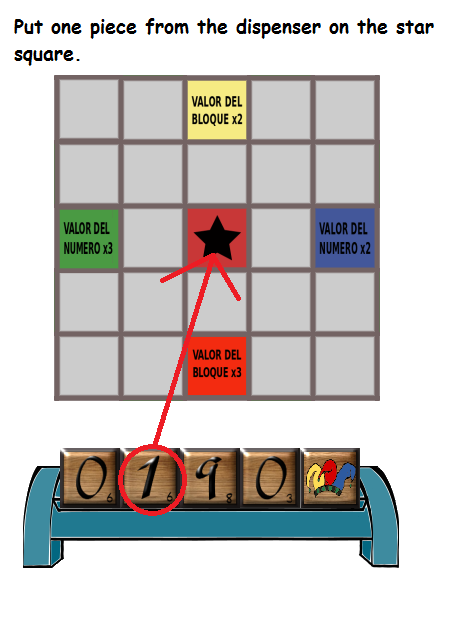 Put one piece from the dispenser on the star
square.
VALOR DEL
BLOQUE x2
VALOR DEL
NUMERO x3
VALOR DEL
NUMERO x2
VALOR DEL
BLOQUE x3
0 6 1 6 9 8 0 3